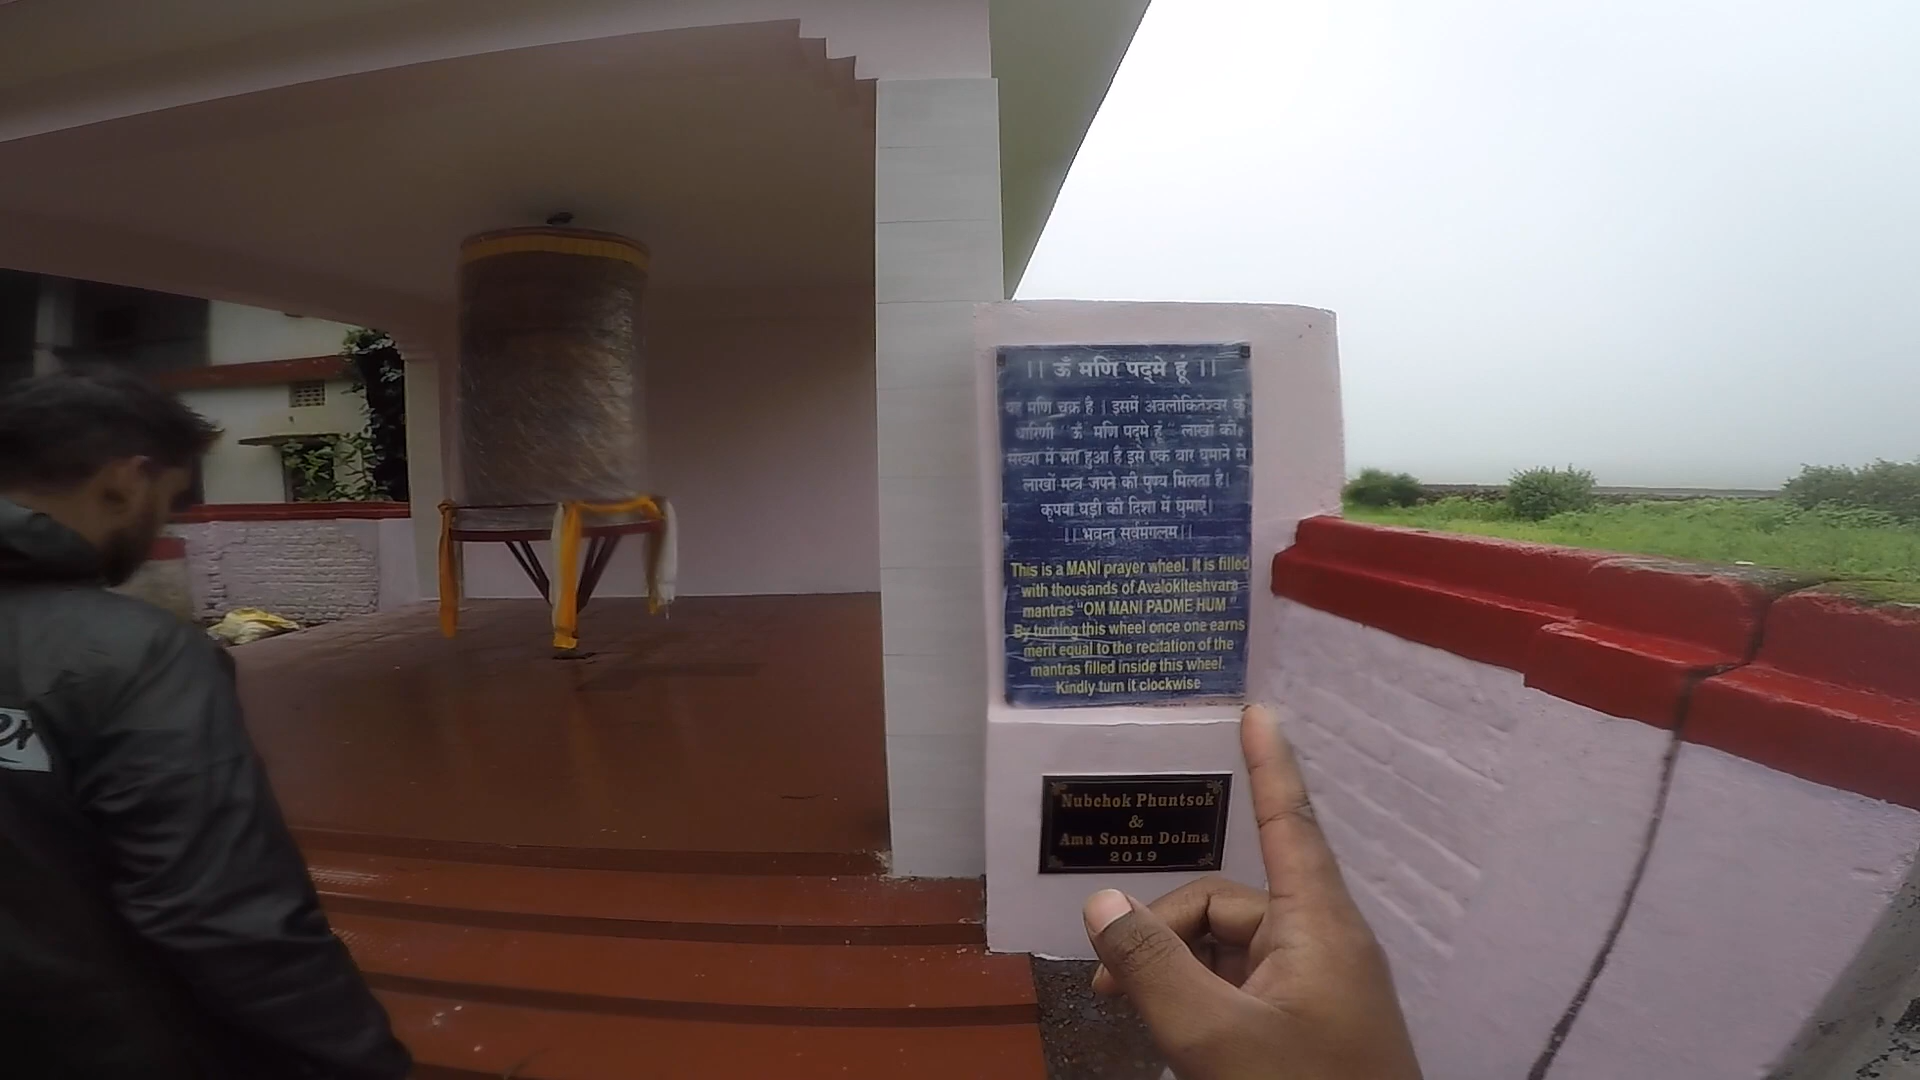 || ॐ मणि पद्मे हूं ||
यह मणि चक्र है | इसमें अवलोकितेश्वर के
धारिणी "ॐ मणि पद्मे हूं" लाखों की
संख्या में भरा हुआ है इसे एक बार घुमाने से
लाखों मन्त्र जपने की पुण्य मिलता है|
कृपया घड़ी की दिशा में घुमाएं|
|| भवन्तु सर्वमंगलम ||
This is a MANI prayer wheel. It is filled
with thousands of Avalokiteshvara
mantras "OM MANI PADME HUM"
By turning this wheel once one earns
merit equal to the recitation of the
mantras filled inside this wheel.
Kindly turn it clockwise
Nubchok Phuntsok
&
Ama Sonam Dolma
2019